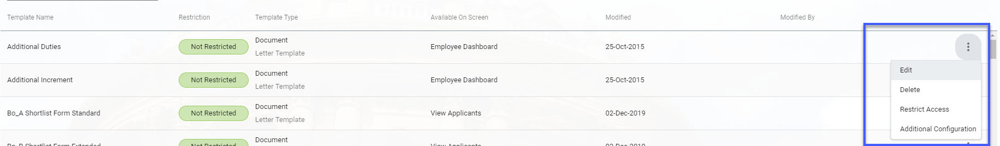 Template Name Restriction Template Type Available On Screen Modified Modified By
Additional Duties Not Restricted Document Employee Dashboard 25-Oct-2015
Letter Template
Edit
Additional Increment Not Restricted Document Employee Dashboard 25-Oct-2015
Letter Template
Delete
Bo_A Shortlist Form Standard Not Restricted Document View Applicants 02-Dec-2019
Letter Template
Restrict Access
Additional Configuration
Bo_B Shortlist Form Extended Not Restricted Document View Applicants